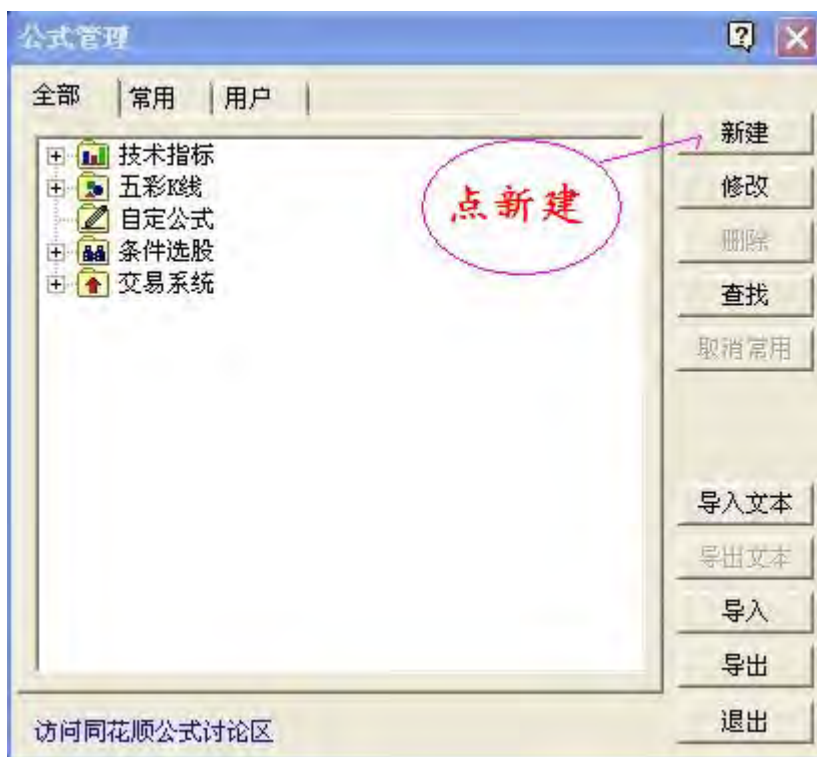 公式管理
全部 常用 用户
技术指标
五彩K线
自定公式
条件选股
交易系统
点新建
新建
修改
删除
查找
取消常用
导入文本
导出文本
导入
导出
退出
访问同花顺公式讨论区